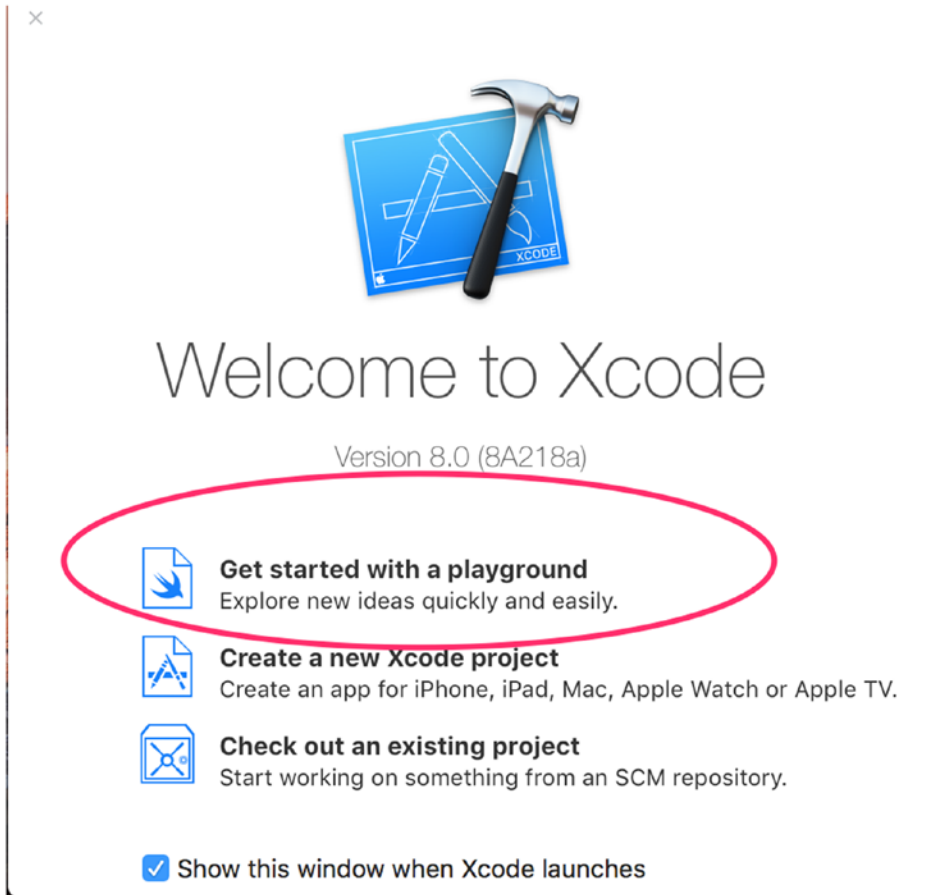 XCODE
Welcome to Xcode
Version 8.0 (8A218a)
Get started with a playground
Explore new ideas quickly and easily.
Create a new Xcode project
Create an app for iPhone, iPad, Mac, Apple Watch or Apple TV.
Check out an existing project
Start working on something from an SCM repository.
Show this window when Xcode launches